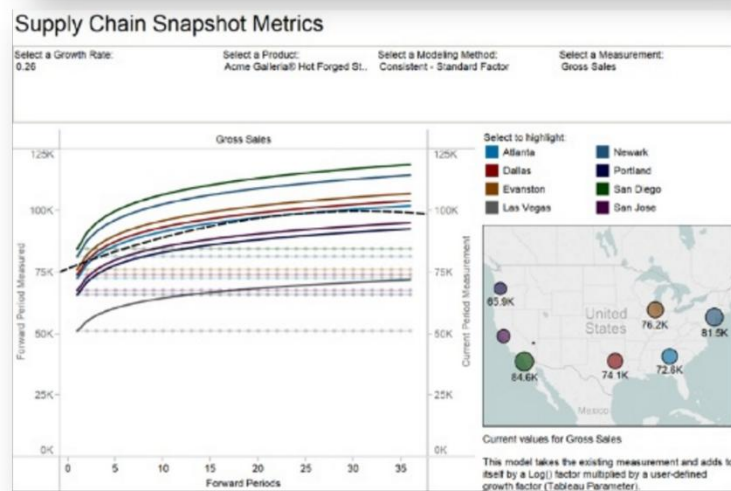 Supply Chain Snapshot Metrics
Select a Growth Rate:
0.26
Select a Product:
Acme Galleria® Hot Forged St..
Select a Modeling Method:
Consistent - Standard Factor
Select a Measurement:
Gross Sales
Gross Sales
125K
100K
75K
50K
25K
0K
Forward Period Measured
125K
100K
75K
50K
25K
0K
Current Period Measurement
0 5 10 15 20 25 30 35
Forward Periods
Select to highlight:
Atlanta
Dallas
Evanston
Las Vegas
Newark
Portland
San Diego
San Jose
65.9K
84.6K
United
States
76.2K
81.5K
74.1K
72.8K
Mexico
Current values for Gross Sales
This model takes the existing measurement and adds to
itself by a Log() factor multiplied by a user-defined
growth factor (Tableau Parameter).